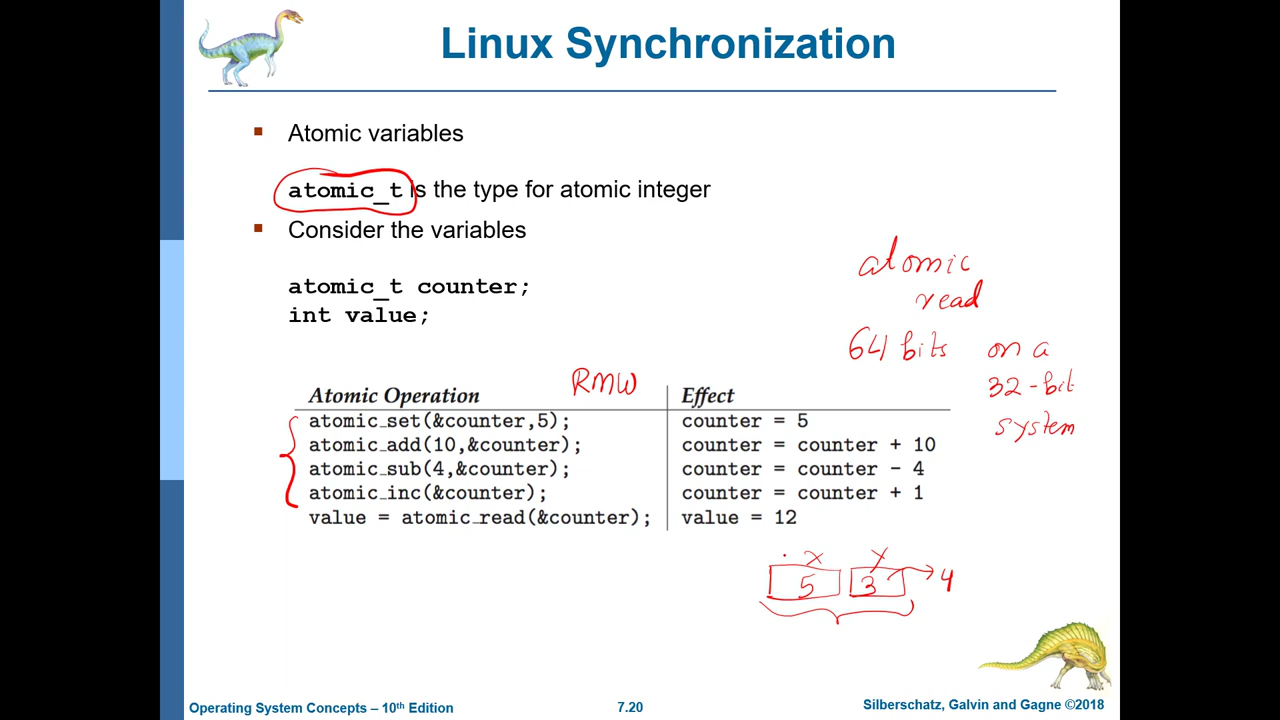 Linux Synchronization
Atomic variables
atomic_t is the type for atomic integer
Consider the variables
atomic_t counter;
int value;
atomic
read
64 bits on a
32-bit
system
RMW
Atomic Operation Effect
atomic_set(&counter,5); counter = 5
atomic_add(10,&counter); counter = counter + 10
atomic_sub(4,&counter); counter = counter - 4
atomic_inc(&counter); counter = counter + 1
value = atomic_read(&counter); value = 12
x y
5 3 4
Operating System Concepts – 10th Edition
7.20
Silberschatz, Galvin and Gagne ©2018